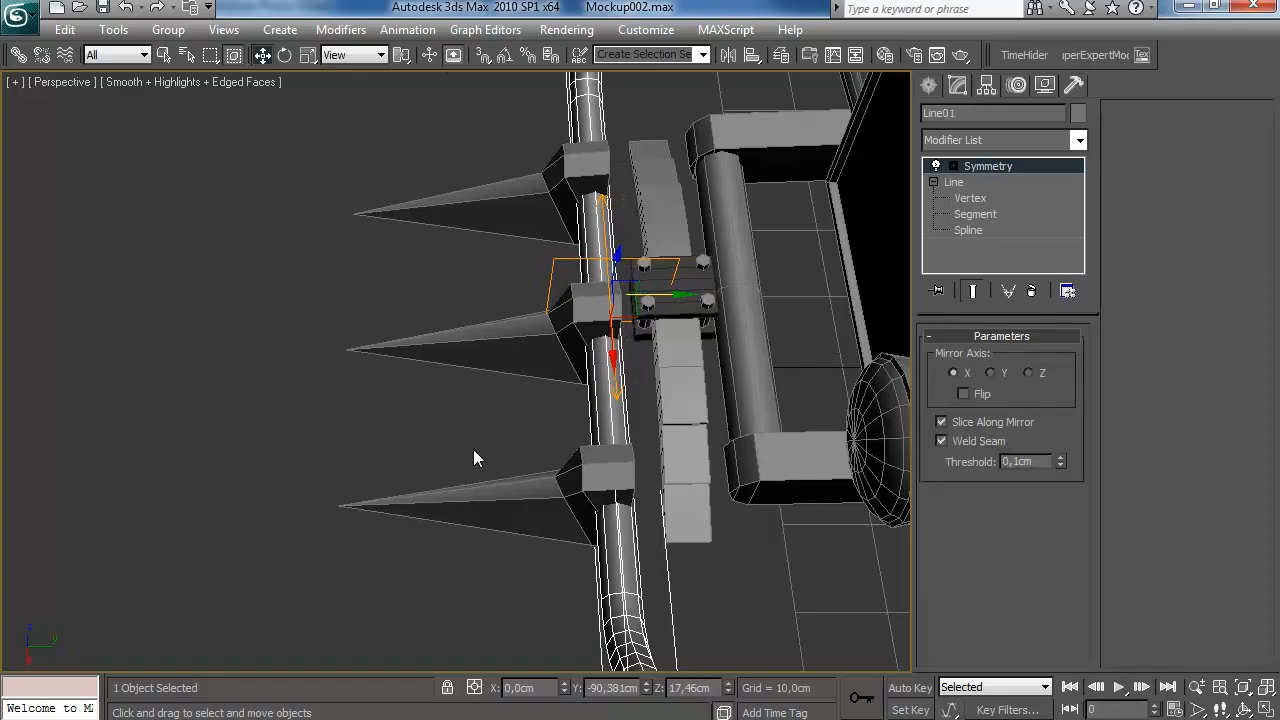 Autodesk 3ds Max 2010 SP1 x64 Mockup002.max
Type a keyword or phrase
Edit Tools Group Views Create Modifiers Animation Graph Editors Rendering Customize MAXScript Help
All View Create Selection Se TimeHider iperExpertMo Tex
[ + ] [ Perspective ] [ Smooth + Highlights + Edged Faces ]
Line01
Modifier List
Symmetry
Line
Vertex
Segment
Spline
- Parameters
Mirror Axis:
X Y Z
Flip
Slice Along Mirror
Weld Seam
Threshold: 0,1cm
z
y
1 Object Selected X: 0,0cm Y: -90,381cm Z: 17,46cm Grid = 10,0cm Auto Key Selected
Welcome to MA Click and drag to select and move objects Add Time Tag Set Key Key Filters... 0